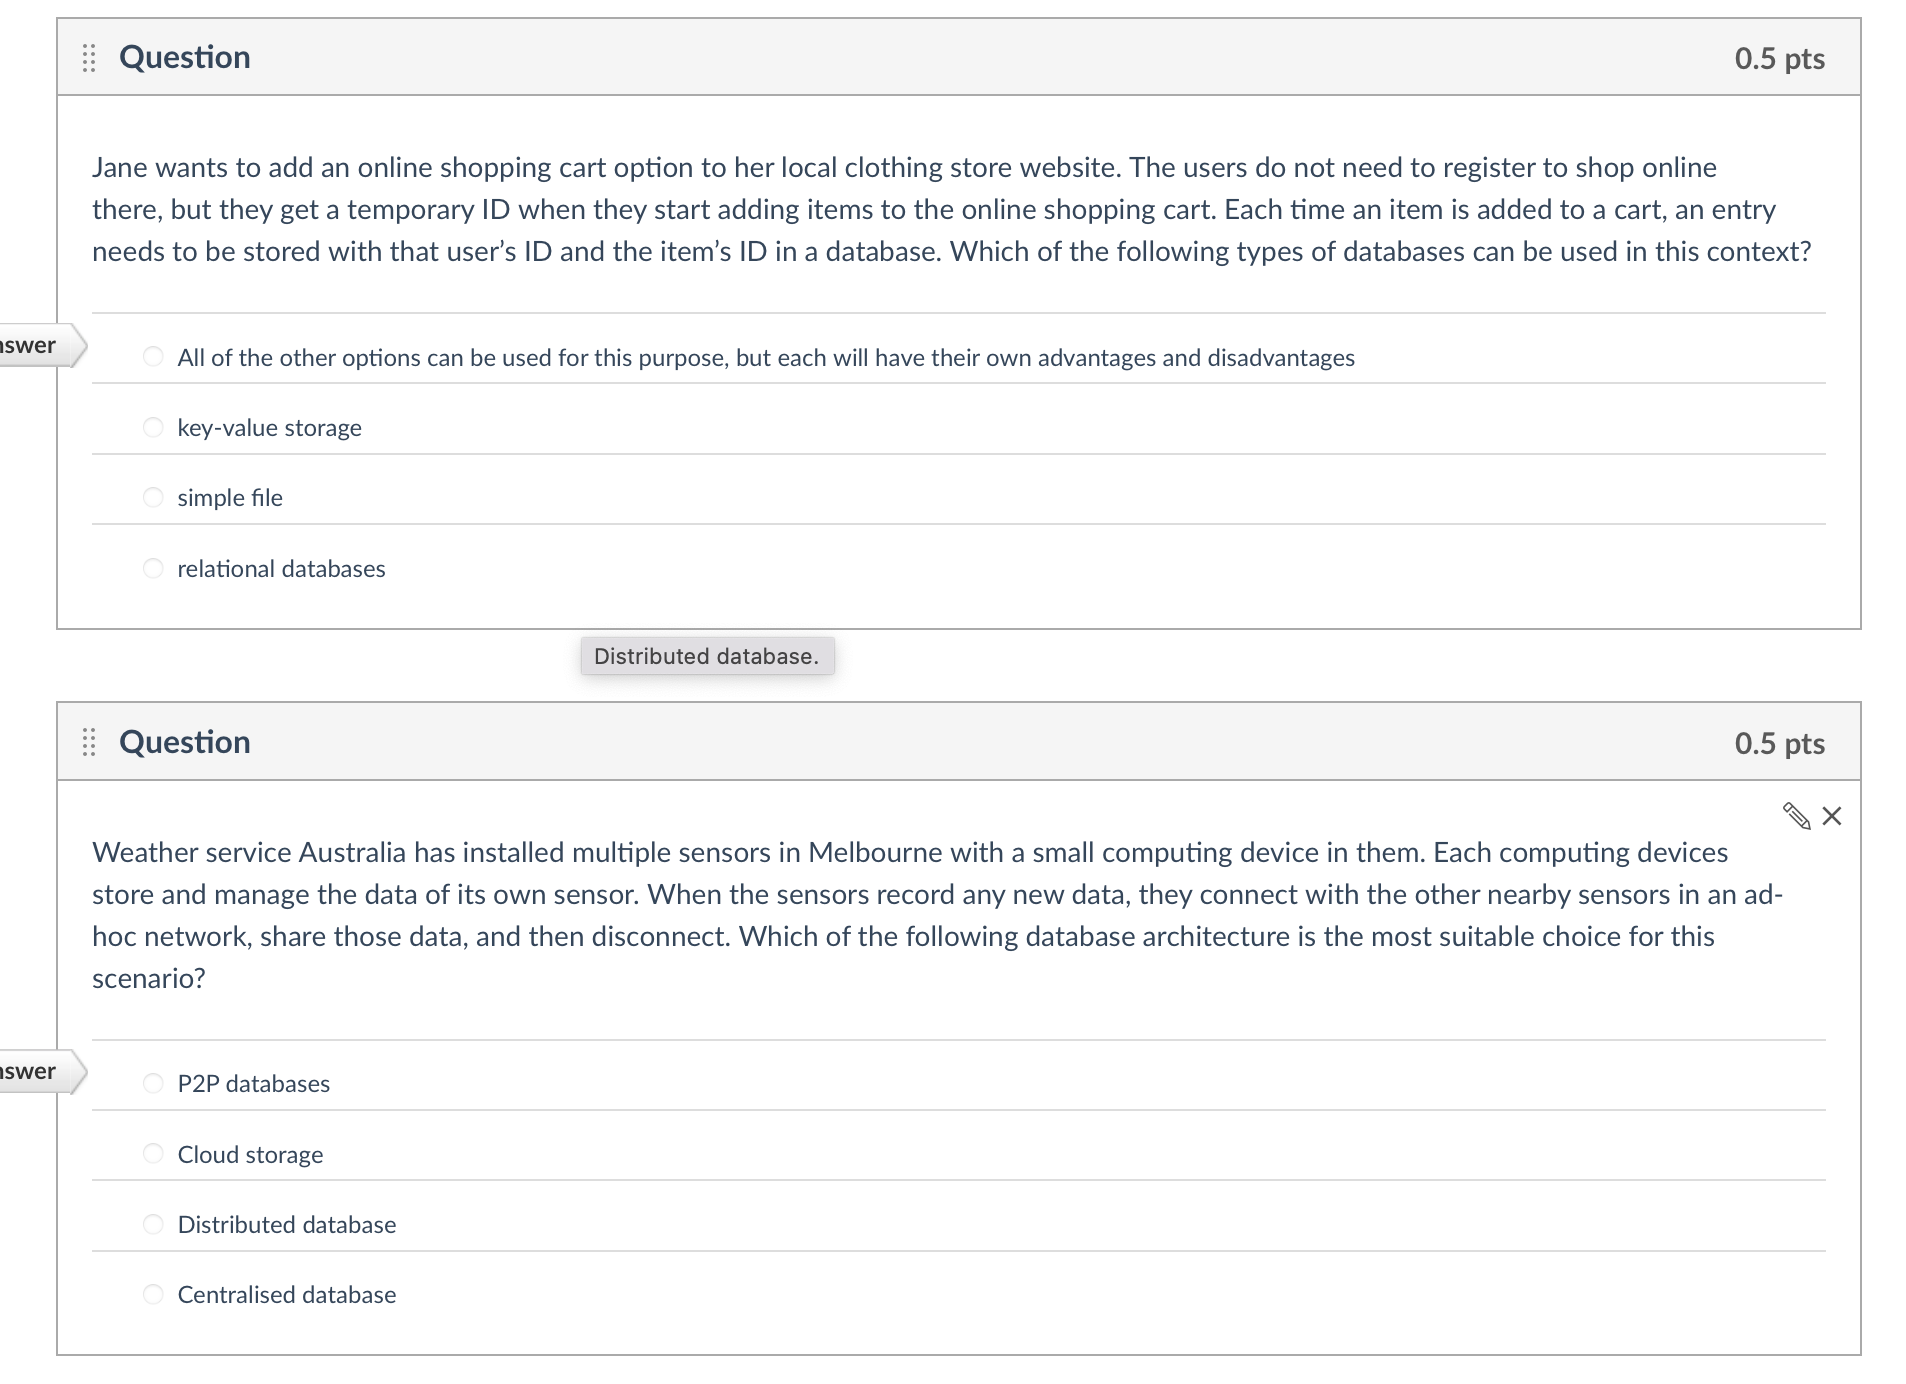 Question
0.5 pts
Jane wants to add an online shopping cart option to her local clothing store website. The users do not need to register to shop online
there, but they get a temporary ID when they start adding items to the online shopping cart. Each time an item is added to a cart, an entry
needs to be stored with that user’s ID and the item’s ID in a database. Which of the following types of databases can be used in this context?
nswer
All of the other options can be used for this purpose, but each will have their own advantages and disadvantages
key-value storage
simple file
relational databases
Distributed database.
Question
0.5 pts
Weather service Australia has installed multiple sensors in Melbourne with a small computing device in them. Each computing devices
store and manage the data of its own sensor. When the sensors record any new data, they connect with the other nearby sensors in an ad-
hoc network, share those data, and then disconnect. Which of the following database architecture is the most suitable choice for this
scenario?
nswer
P2P databases
Cloud storage
Distributed database
Centralised database